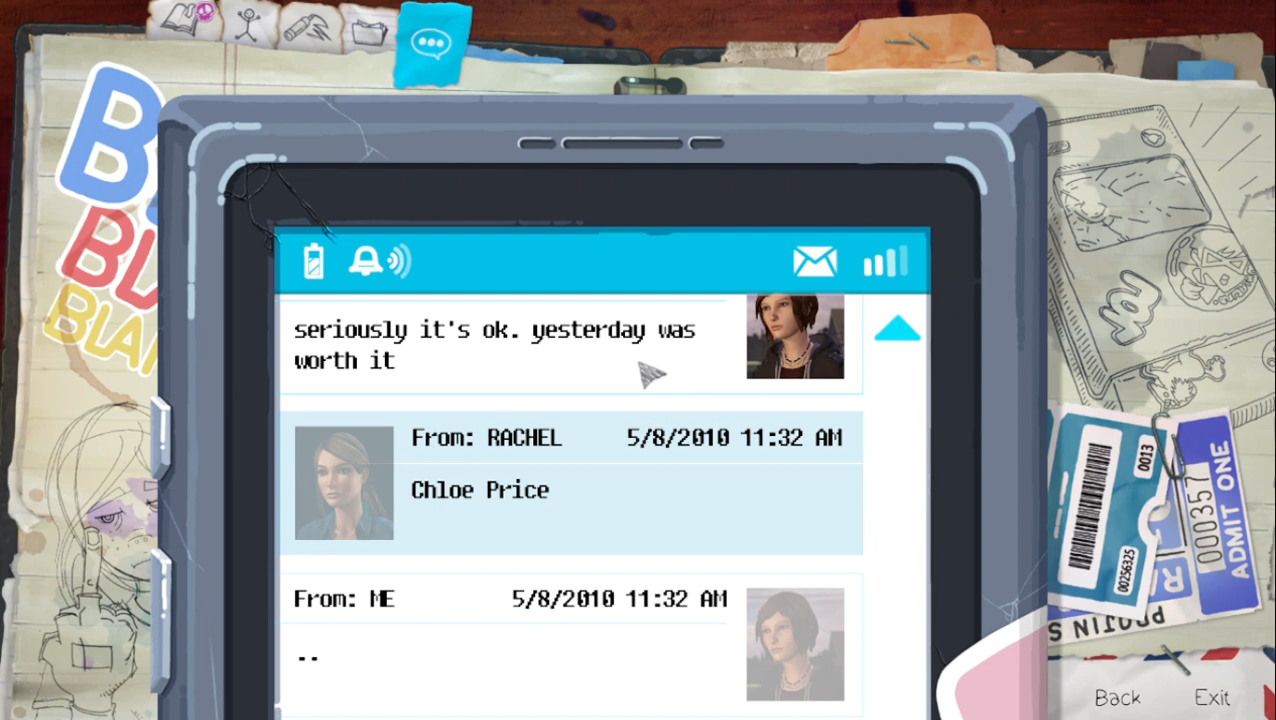 seriously it's ok. yesterday was
worth it
From: RACHEL 5/8/2010 11:32 AM
Chloe Price
From: ME 5/8/2010 11:32 AM
..
0013
00256325
000357
ADMIT ONE
Back Exit